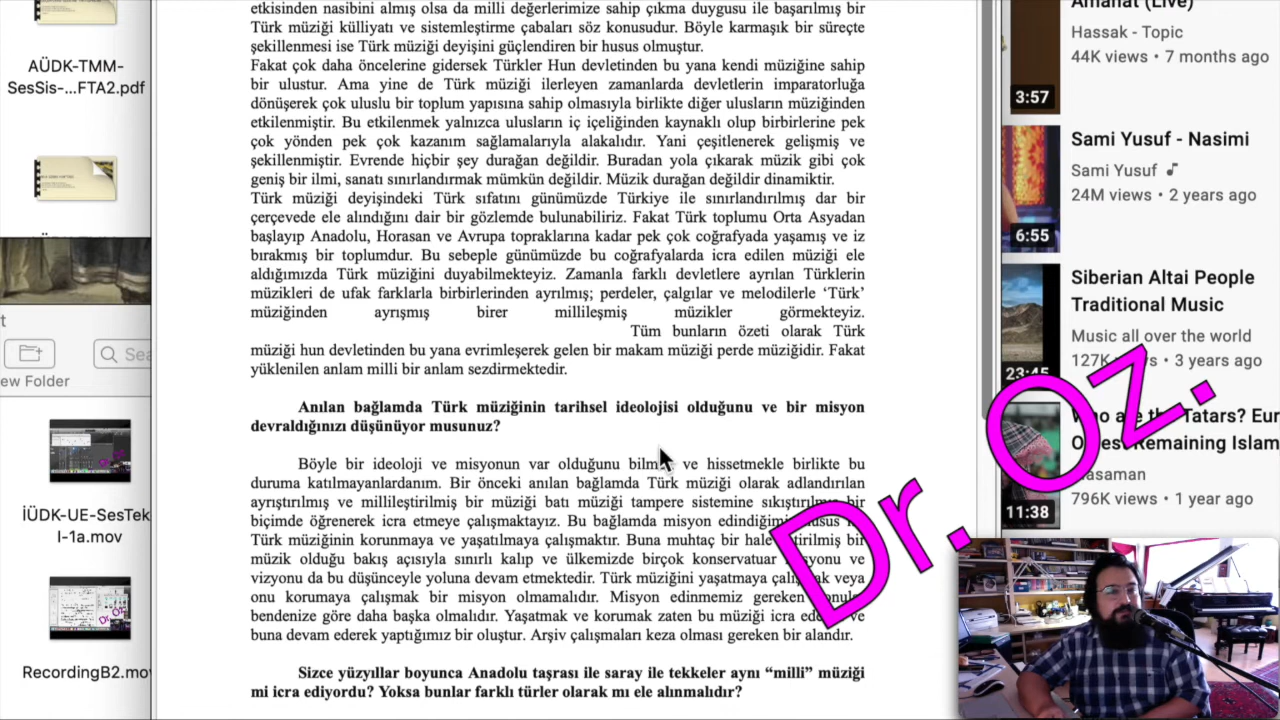 AÜDK-TMM-
SesSis-...FTA2.pdf
ew Folder
Sea
İÜDK-UE-SesTek
I-1a.mov
RecordingB2.mov
etkisinden nasibini almış olsa da milli değerlerimize sahip çıkma duygusu ile başarılmış bir
Türk müziği külliyatı ve sistemleştirme çabaları söz konusudur. Böyle karmaşık bir süreçte
şekillenmesi ise Türk müziği deyişini güçlendiren bir husus olmuştur.
Fakat çok daha öncelerine gidersek Türkler Hun devletinden bu yana kendi müziğine sahip
bir ulustur. Ama yine de Türk müziği ilerleyen zamanlarda devletlerin imparatorluğa
dönüşerek çok uluslu bir toplum yapısına sahip olmasıyla birlikte diğer ulusların müziğinden
etkilenmiştir. Bu etkilenmek yalnızca ulusların iç içeliğinden kaynaklı olup birbirlerine pek
çok yönden pek çok kazanım sağlamalarıyla alakalıdır. Yani çeşitlenerek gelişmiş ve
şekillenmiştir. Evrende hiçbir şey durağan değildir. Buradan yola çıkarak müzik gibi çok
geniş bir ilmi, sanatı sınırlandırmak mümkün değildir. Müzik durağan değildir dinamiktir.
Türk müziği deyişindeki Türk sıfatını günümüzde Türkiye ile sınırlandırılmış dar bir
çerçevede ele alındığını dair bir gözlemde bulunabiliriz. Fakat Türk toplumu Orta Asyadan
başlayıp Anadolu, Horasan ve Avrupa topraklarına kadar pek çok coğrafyada yaşamış ve iz
bırakmış bir toplumdur. Bu sebeple günümüzde bu coğrafyalarda icra edilen müziği ele
aldığımızda Türk müziğini duyabilmekteyiz. Zamanla farklı devletlere ayrılan Türklerin
müzikleri de ufak farklarla birbirlerinden ayrılmış; perdeler, çalgılar ve melodilerle ‘Türk’
müziğinden ayrışmış birer millileşmiş müzikler görmekteyiz.
Tüm bunların özeti olarak Türk
müziği hun devletinden bu yana evrimleşerek gelen bir makam müziği perde müziğidir. Fakat
yüklenilen anlam milli bir anlam sezdirmektedir.
Anılan bağlamda Türk müziğinin tarihsel ideolojisi olduğunu ve bir misyon
devraldığınızı düşünüyor musunuz?
Böyle bir ideoloji ve misyonun var olduğunu ve hissetmekle birlikte bu
duruma katılmayanlardanım. Bir önceki anılan bağlamda Türk müziği olarak adlandırılan
ayrıştırılmış ve millileştirilmiş bir müziği batı müziği tampere sistemine sıkıştırılmış bir
biçimde öğrenerek icra etmeye çalışmaktayız. Bu bağlamda misyon
Türk müziğinin korunmaya ve yaşatılmaya çalışmaktır. Buna muhtaç bir hale bir
müzik olduğu bakış açısıyla sınırlı kalıp ve ülkemizde birçok konservatuar ve
vizyonu da bu düşünceyle yoluna devam etmektedir. Türk müziğini yaşatmaya veya
onu korumaya çalışmak bir misyon olmamalıdır. Misyon edinmemiz gereken
bendenize göre daha başka olmalıdır. Yaşatmak ve korumak zaten bu müziği icra ve
buna devam ederek yaptığımız bir oluştur. Arşiv çalışmaları keza olması gereken bir alandır.
Sizce yüzyıllar boyunca Anadolu taşrası ile saray ile tekkeler aynı “milli” müziği
mi icra ediyordu? Yoksa bunlar farklı türler olarak mı ele alınmalıdır?
Dr. Oz.
Amanat (Live)
Hassak - Topic
44K views • 7 months ago
3:57
Sami Yusuf - Nasimi
Sami Yusuf
24M views • 2 years ago
6:55
Siberian Altai People
Traditional Music
Music all over the world
127K • 3 years ago
23:45
Tatars? Eur
Remaining Islam
796K views • 1 year ago
11:38